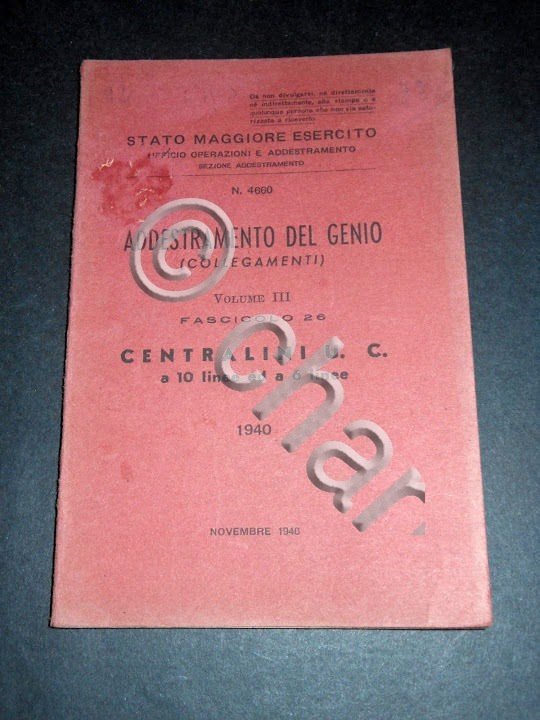 Da non divulgarsi, nè direttamente
nè indirettamente, alla stampa o a
qualunque persona che non sia auto-
rizzata a riceverlo
STATO MAGGIORE ESERCITO
UFFICIO OPERAZIONI E ADDESTRAMENTO
SEZIONE ADDESTRAMENTO
N. 4660
ADDESTRAMENTO DEL GENIO
(COLLEGAMENTI)
VOLUME III
FASCICOLO 26
CENTRALINI U. C.
a 10 linee ed a 6 linee
1940
NOVEMBRE 1946
© char